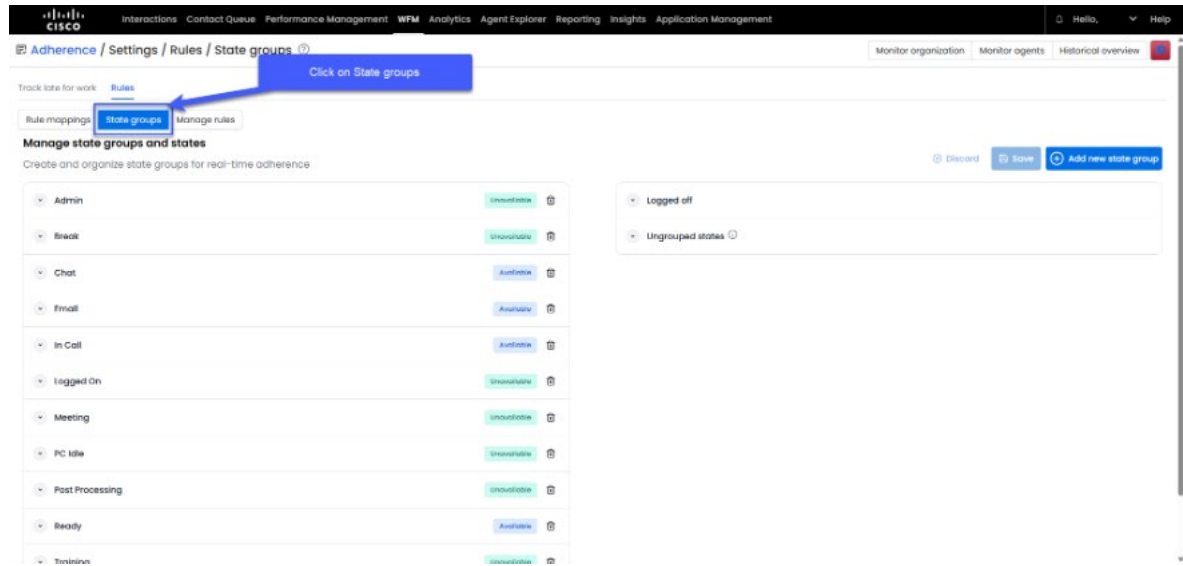 CISCO
Interactions Contact Queue Performance Management WFM Analytics Agent Explorer Reporting Insights Application Management Hello, Help
Adherence / Settings / Rules / State groups
Monitor organization Monitor agents Historical overview
Click on State groups
Track late for work Rules
Rule mappings State groups Manage rules
Manage state groups and states
Create and organize state groups for real-time adherence
Discard Save Add new state group
Admin Unavailable
Logged off
Break Unavailable
Ungrouped states
Chat Available
Email Available
In Call Available
Logged On Unavailable
Meeting Unavailable
PC Idle Unavailable
Post Processing Unavailable
Ready Available
Training Unavailable